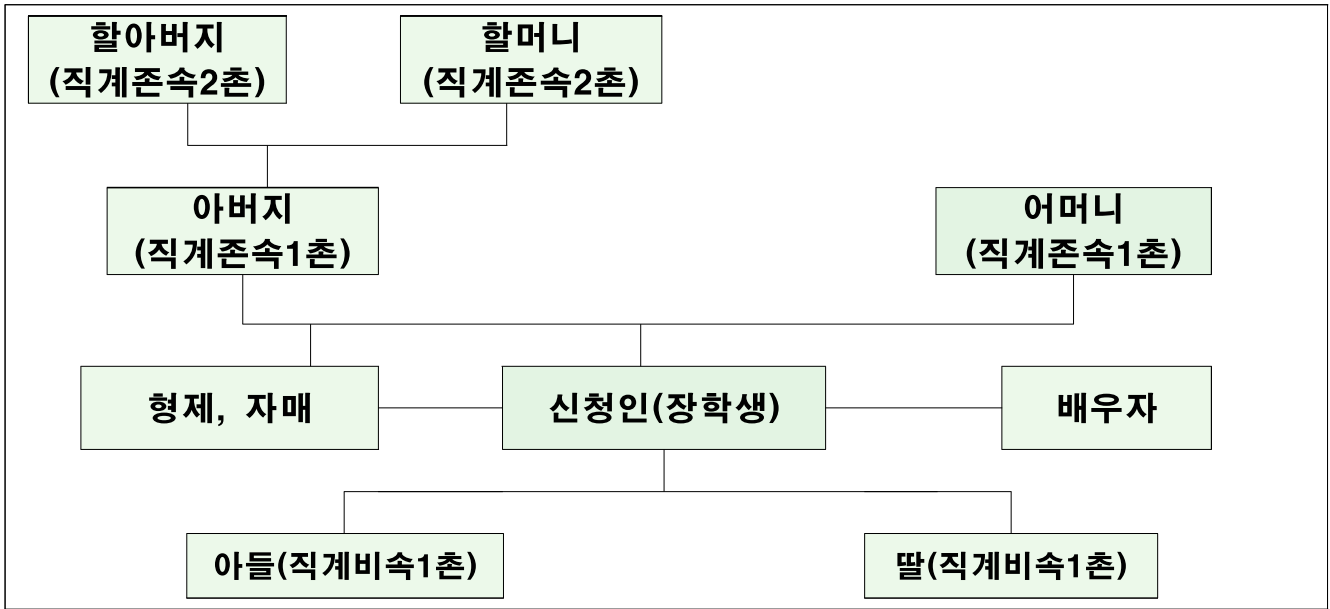 할아버지
(직계존속2촌)
할머니
(직계존속2촌)
아버지
(직계존속1촌)
어머니
(직계존속1촌)
형제, 자매
신청인(장학생)
배우자
아들(직계비속1촌)
딸(직계비속1촌)